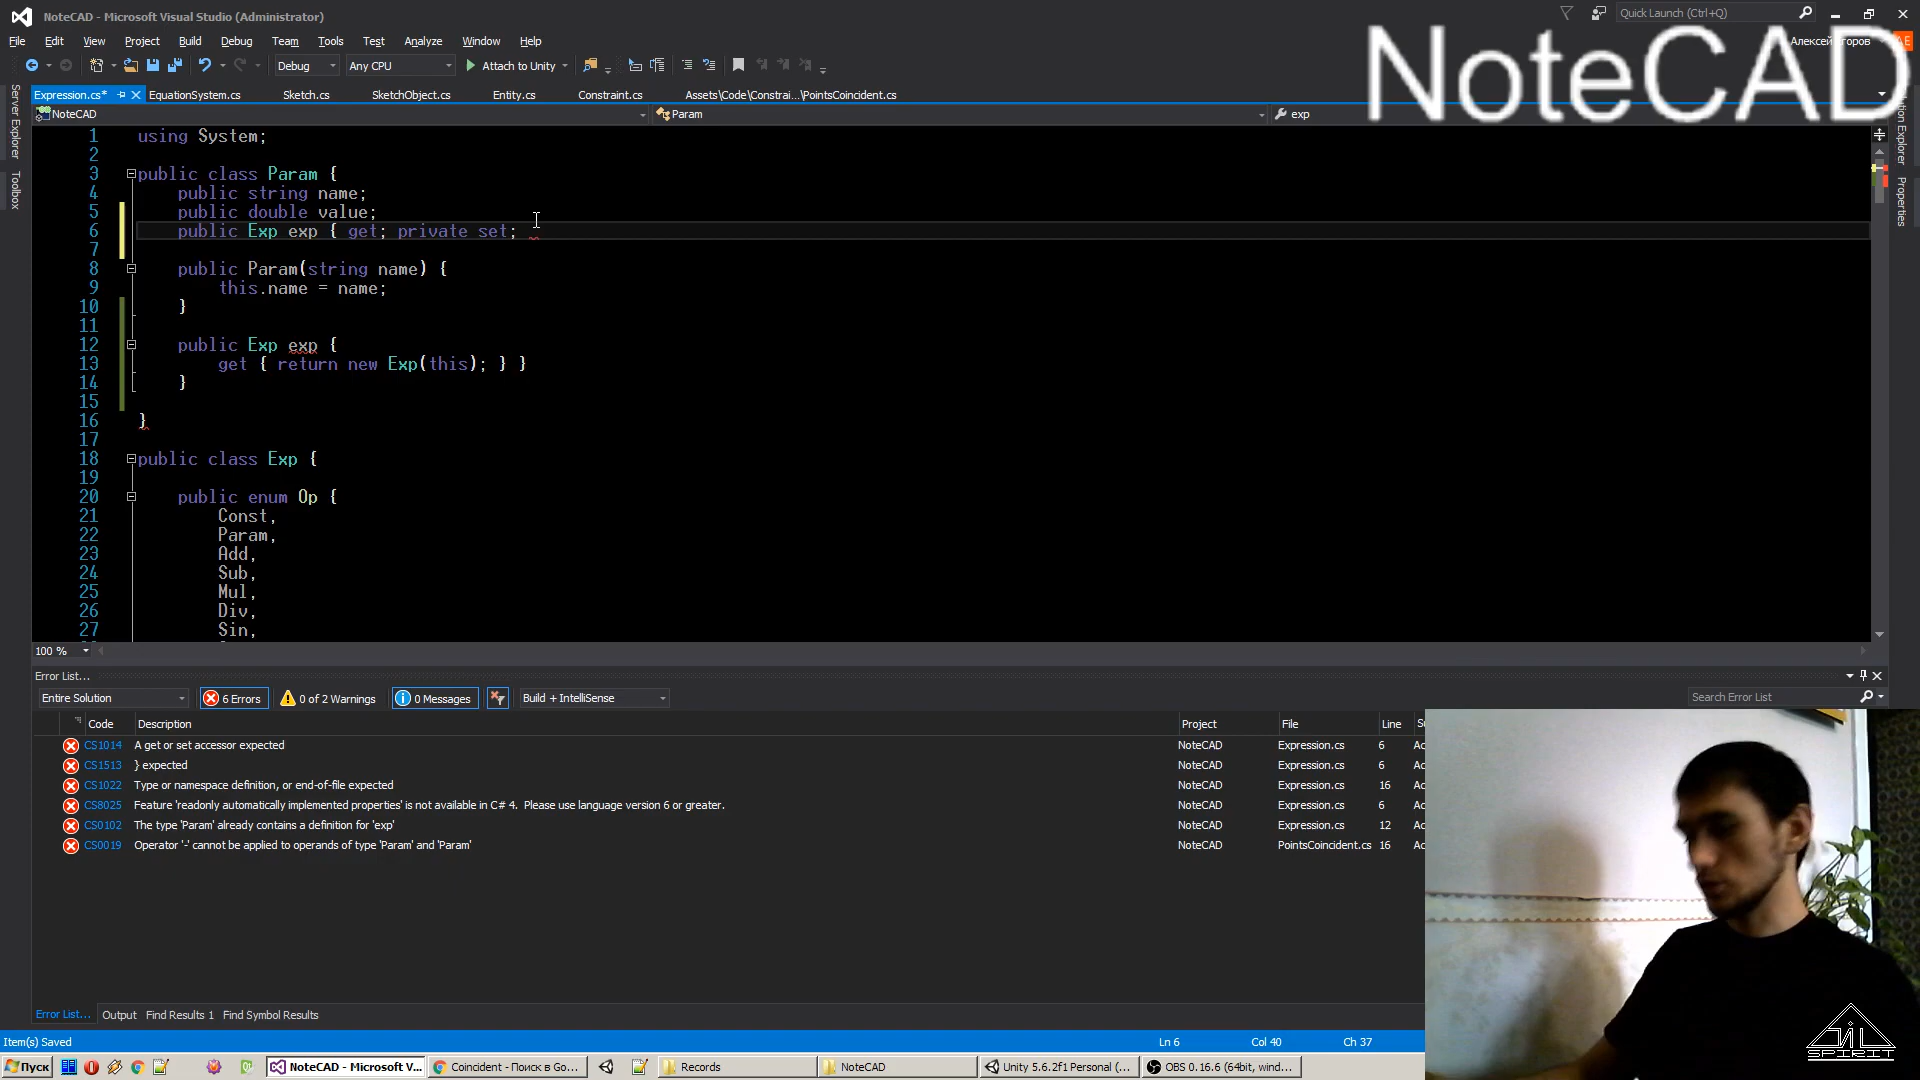 NoteCAD - Microsoft Visual Studio (Administrator)
Quick Launch (Ctrl+Q)
File Edit View Project Build Debug Team Tools Test Analyze Window Help
Debug Any CPU Attach to Unity
NoteCAD
Expression.cs* EquationSystem.cs Sketch.cs SketchObject.cs Entity.cs Constraint.cs Assets\Code\Constrai...\PointsCoincident.cs
NoteCAD Param exp
Server Explorer
Toolbox
Properties
1 using System;
2
3 public class Param {
4 public string name;
5 public double value;
6 public Exp exp { get; private set;
7
8 public Param(string name) {
9 this.name = name;
10 }
11
12 public Exp exp {
13 get { return new Exp(this); } }
14 }
15
16 }
17
18 public class Exp {
19
20 public enum Op {
21 Const,
22 Param,
23 Add,
24 Sub,
25 Mul,
26 Div,
27 Sin,
100 %
Error List...
Entire Solution 6 Errors 0 of 2 Warnings 0 Messages Build + IntelliSense Search Error List
Code Description Project File Line
CS1014 A get or set accessor expected NoteCAD Expression.cs 6 Ac
CS1513 } expected NoteCAD Expression.cs 6 Ac
CS1022 Type or namespace definition, or end-of-file expected NoteCAD Expression.cs 16 Ac
CS8025 Feature 'readonly automatically implemented properties' is not available in C# 4. Please use language version 6 or greater. NoteCAD Expression.cs 6 Ac
CS0102 The type 'Param' already contains a definition for 'exp' NoteCAD Expression.cs 12 Ac
CS0019 Operator '-' cannot be applied to operands of type 'Param' and 'Param' NoteCAD PointsCoincident.cs 16 Ac
Error List... Output Find Results 1 Find Symbol Results
Item(s) Saved Ln 6 Col 40 Ch 37
SPIRIT
Пуск NoteCAD - Microsoft V... Coincident - Поиск в Go... Records NoteCAD Unity 5.6.2f1 Personal (... OBS 0.16.6 (64bit, wind...